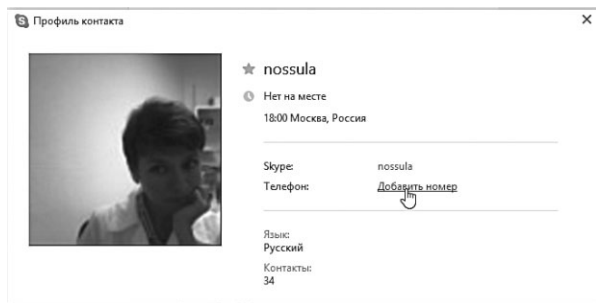 Профиль контакта
nossula
Нет на месте
18:00 Москва, Россия
Skype: nossula
Телефон: Добавить номер
Язык:
Русский
Контакты:
34